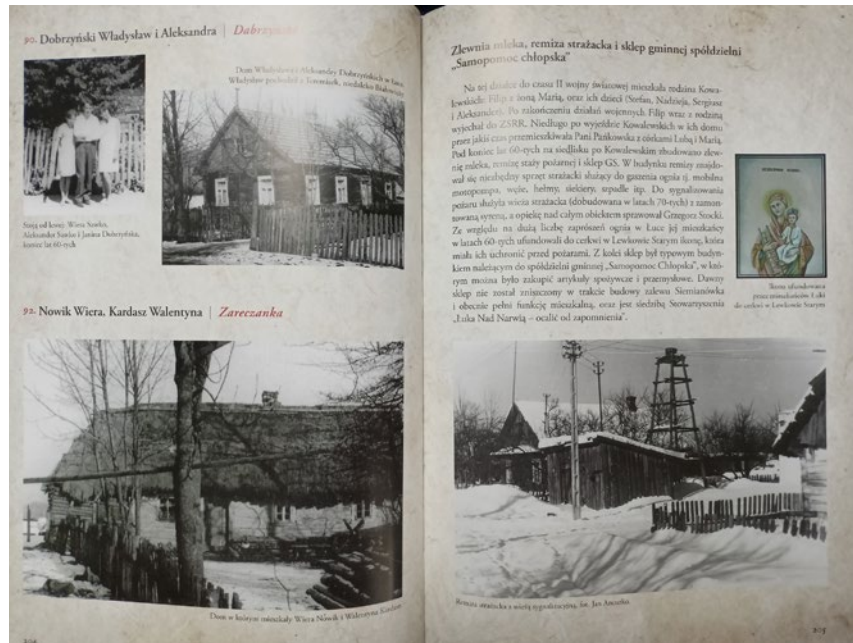 90. Dobrzyński Władysław i Aleksandra | Dabrzynski
Dom Władysława i Aleksandry Dobrzyńskich w Łuce.
Władysław pochodził z Teremisek, niedaleko Białowieży
Stoją od lewej: Wiera Sawko,
Aleksander Sawko i Janina Dobrzyńska,
koniec lat 60-tych
92. Nowik Wiera, Kardasz Walentyna | Zareczanka
Dom w którym mieszkały Wiera Nowik i Walentyna Kardasz
204
Zlewnia mleka, remiza strażacka i sklep gminnej spółdzielni
„Samopomoc chłopska”
Na tej działce do czasu II wojny światowej mieszkała rodzina Kowa-
lewskich: Filip z żoną Marią, oraz ich dzieci (Stefan, Nadzieja, Sergiusz
i Aleksander). Po zakończeniu działań wojennych Filip wraz z rodziną
wyjechał do ZSRR. Niedługo po wyjeździe Kowalewskich w ich domu
przez jakiś czas przemieszkiwała Pani Pańkowska z córkami Lubą i Marią.
Pod koniec lat 60-tych na siedlisku po Kowalewskim zbudowano zlew-
nię mleka, remizę staży pożarnej i sklep GS. W budynku remizy znajdo-
wał się niezbędny sprzęt strażacki służący do gaszenia ognia tj. mobilna
motopompa, węże, hełmy, siekiery, szpadle itp. Do sygnalizowania
pożaru służyła wieża strażacka (dobudowana w latach 70-tych) z zamon-
towaną syreną, a opiekę nad całym obiektem sprawował Grzegorz Szocki.
Ze względu na dużą liczbę zaprószeń ognia w Łuce jej mieszkańcy
w latach 60-tych ufundowali do cerkwi w Lewkowie Starym ikonę, która
miała ich uchronić przed pożarami. Z kolei sklep był typowym budyn-
kiem należącym do spółdzielni gminnej „Samopomoc Chłopska”, w któ-
rym można było zakupić artykuły spożywcze i przemysłowe. Dawny
sklep nie został zniszczony w trakcie budowy zalewu Siemianówka
i obecnie pełni funkcję mieszkalną, oraz jest siedzibą Stowarzyszenia
„Łuka Nad Narwią – ocalić od zapomnienia”.
Ikona ufundowana
przez mieszkańców Łuki
do cerkwi w Lewkowie Starym
Remiza strażacka z wieżą sygnalizacyjną, fot. Jan
205